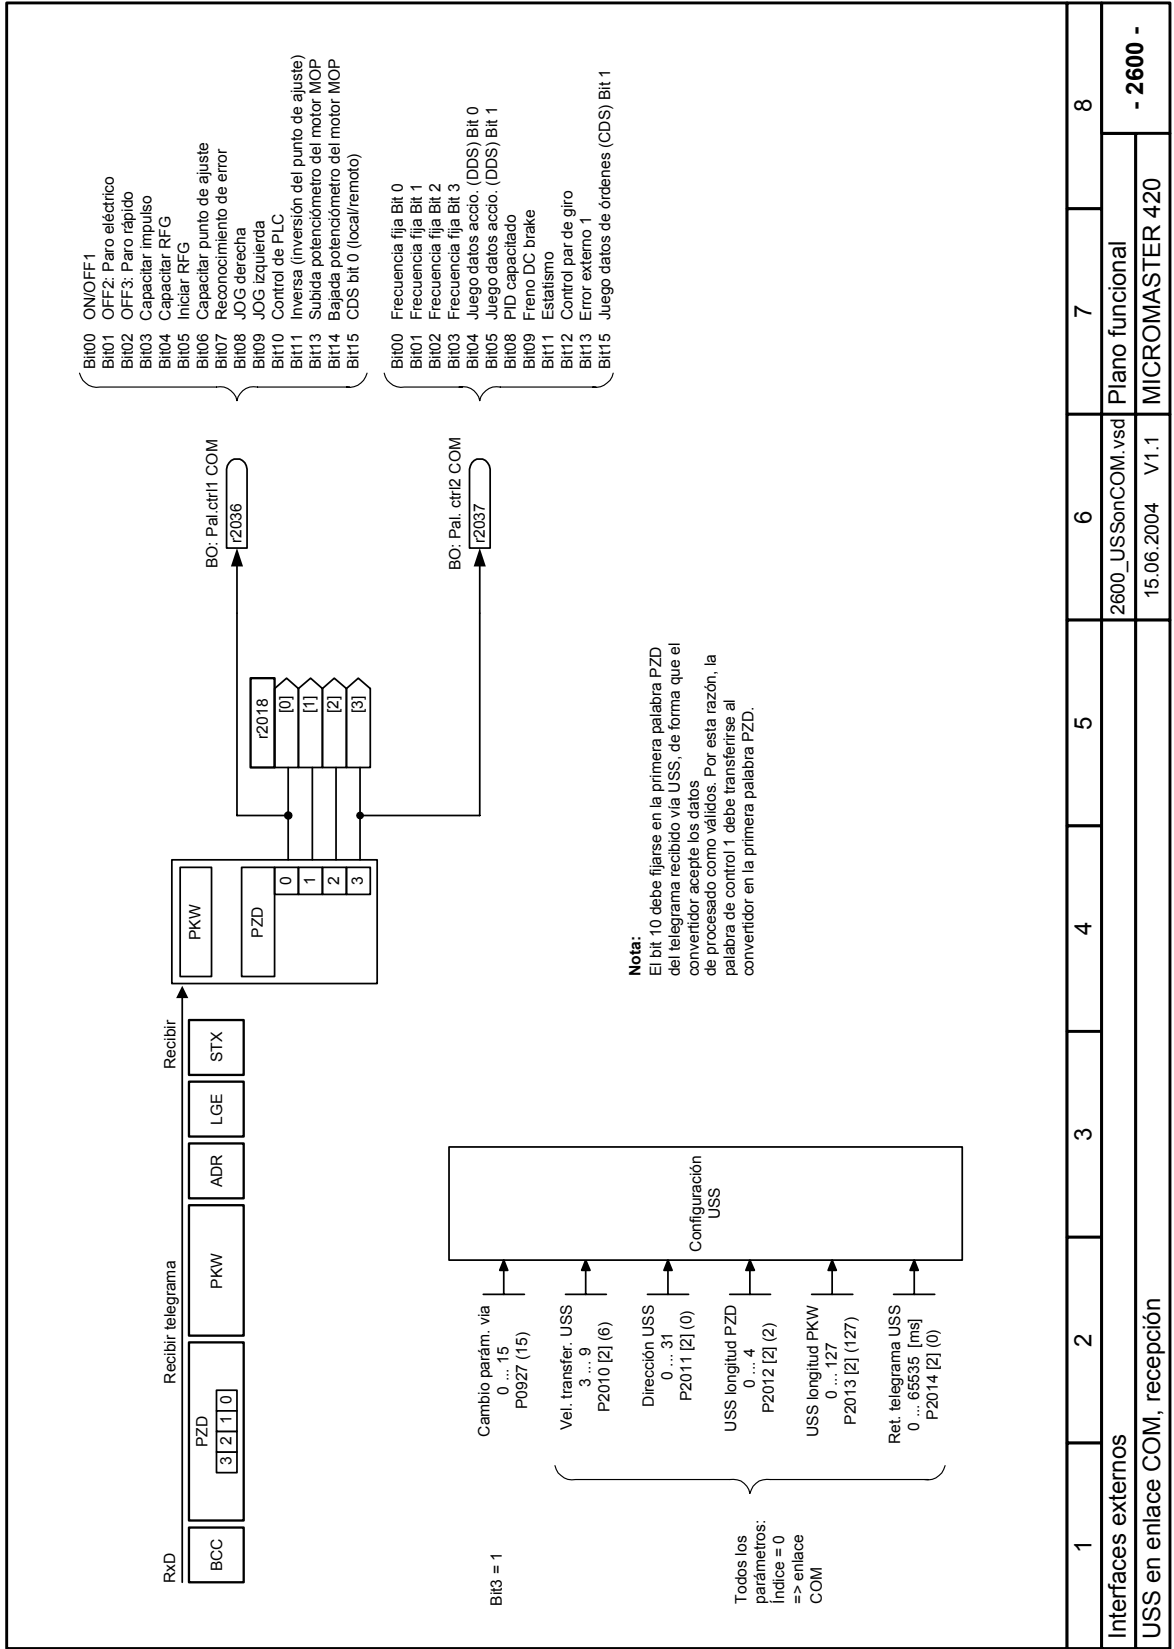 RxD
Recibir telegrama
Recibir
BCC
PZD
3 2 1 0
PKW
ADR
LGE
STX
PKW
PZD
0
1
2
3
r2018
[0]
[1]
[2]
[3]
BO: Pal.ctrl1 COM
r2036
BO: Pal. ctrl2 COM
r2037
Bit00 ON/OFF1
Bit01 OFF2: Paro eléctrico
Bit02 OFF3: Paro rápido
Bit03 Capacitar impulso
Bit04 Capacitar RFG
Bit05 Iniciar RFG
Bit06 Capacitar punto de ajuste
Bit07 Reconocimiento de error
Bit08 JOG derecha
Bit09 JOG izquierda
Bit10 Control de PLC
Bit11 Inversa (inversión del punto de ajuste)
Bit13 Subida potenciómetro del motor MOP
Bit14 Bajada potenciómetro del motor MOP
Bit15 CDS bit 0 (local/remoto)
Bit00 Frecuencia fija Bit 0
Bit01 Frecuencia fija Bit 1
Bit02 Frecuencia fija Bit 2
Bit03 Frecuencia fija Bit 3
Bit04 Juego datos accio. (DDS) Bit 0
Bit05 Juego datos accio. (DDS) Bit 1
Bit08 PID capacitado
Bit09 Freno DC brake
Bit11 Estatismo
Bit12 Control par de giro
Bit13 Error externo 1
Bit15 Juego datos de órdenes (CDS) Bit 1
Bit3 = 1
Cambio parám. via
0 ... 15
P0927 (15)
Vel. transfer. USS
3 ... 9
P2010 [2] (6)
Dirección USS
0 ... 31
P2011 [2] (0)
USS longitud PZD
0 ... 4
P2012 [2] (2)
USS longitud PKW
0 ... 127
P2013 [2] (127)
Ret. telegrama USS
0 ... 65535 [ms]
P2014 [2] (0)
Todos los
parámetros:
Índice = 0
=> enlace
COM
Configuración
USS
Nota:
El bit 10 debe fijarse en la primera palabra PZD
del telegrama recibido vía USS, de forma que el
convertidor acepte los datos
de procesado como válidos. Por esta razón, la
palabra de control 1 debe transferirse al
convertidor en la primera palabra PZD.
1 2 3 4 5 6 7 8
Interfaces externos
2600_USSonCOM.vsd
Plano funcional
- 2600 -
USS en enlace COM, recepción
15.06.2004 V1.1
MICROMASTER 420